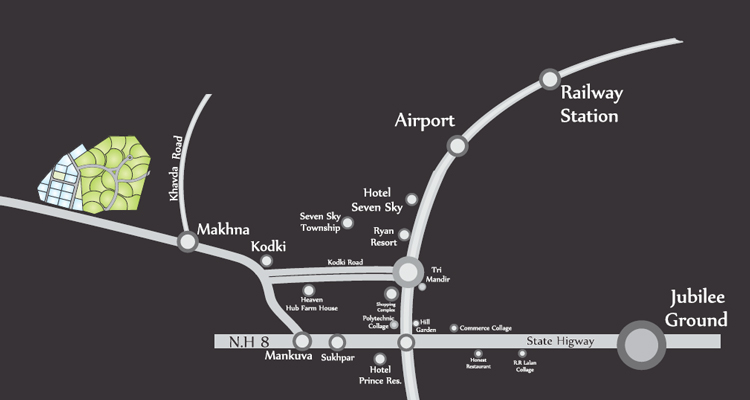 Railway
Station
Airport
Khavda Road
Hotel
Seven Sky
Seven Sky
Township
Ryan
Resort
Makhna
Kodki
Kodki Road
Tri
Mandir
Heaven
Hub Farm House
Shopping
Complex
Polytechnic
Collage
Hill
Garden
Commerce Collage
Jubilee
Ground
N.H 8
State Higway
Mankuva
Sukhpar
Hotel
Prince Res.
Honest
Restaurant
R.R Lalan
Collage